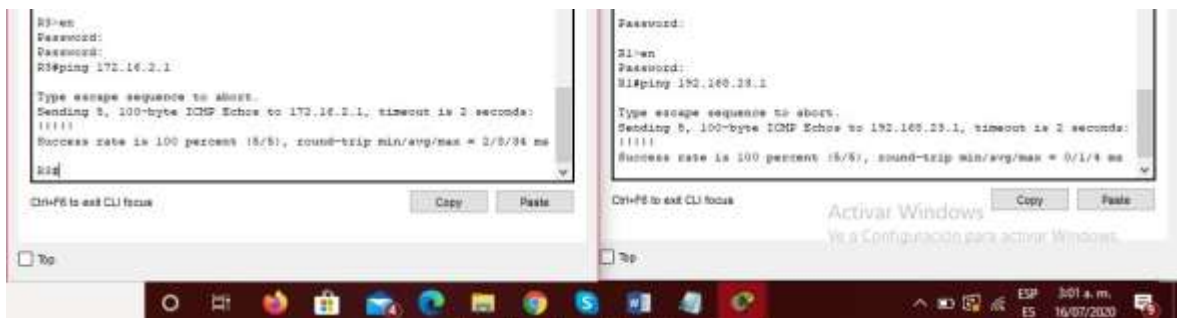 R3>en
Password:
Password:
R3#ping 172.16.2.1
Type escape sequence to abort.
Sending 5, 100-byte ICMP Echos to 172.16.2.1, timeout is 2 seconds:
!!!!!
Success rate is 100 percent (5/5), round-trip min/avg/max = 2/8/34 ms
R3#
Ctrl+F6 to exit CLI focus
Copy
Paste
Top
Password:
R1>en
Password:
R1#ping 192.168.23.1
Type escape sequence to abort.
Sending 5, 100-byte ICMP Echos to 192.168.23.1, timeout is 2 seconds:
!!!!!
Success rate is 100 percent (5/5), round-trip min/avg/max = 0/1/4 ms
Ctrl+F6 to exit CLI focus
Copy
Paste
Activar Windows
Ve a Configuración para activar Windows.
Top
ESP
ES
3:01 a. m.
16/07/2020